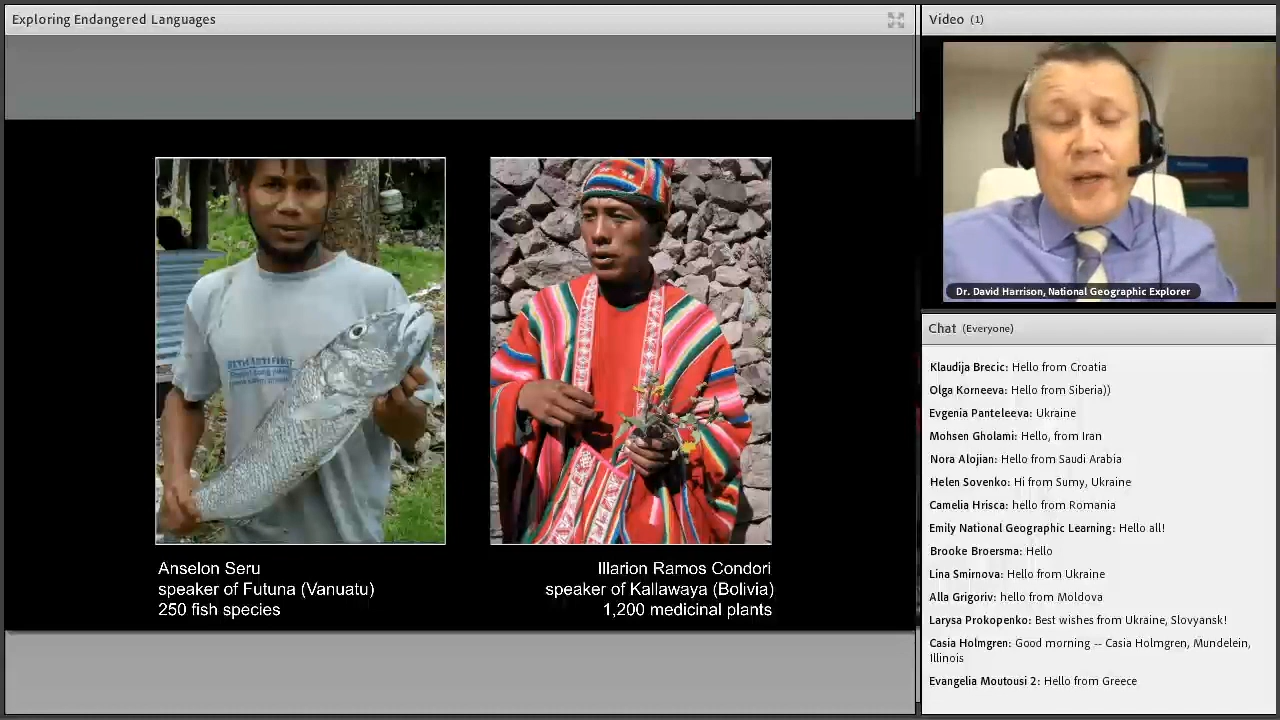 Exploring Endangered Languages
Anselon Seru
speaker of Futuna (Vanuatu)
250 fish species
Illarion Ramos Condori
speaker of Kallawaya (Bolivia)
1,200 medicinal plants
Video (1)
Dr. David Harrison, National Geographic Explorer
Chat (Everyone)
Klaudija Brecic: Hello from Croatia
Olga Korneeva: Hello from Siberia))
Evgenia Panteleeva: Ukraine
Mohsen Gholami: Hello, from Iran
Nora Alojian: Hello from Saudi Arabia
Helen Sovenko: Hi from Sumy, Ukraine
Camelia Hrisca: hello from Romania
Emily National Geographic Learning: Hello all!
Brooke Broersma: Hello
Lina Smirnova: Hello from Ukraine
Alla Grigoriv: hello from Moldova
Larysa Prokopenko: Best wishes from Ukraine, Slovyansk!
Casia Holmgren: Good morning -- Casia Holmgren, Mundelein,
Illinois
Evangelia Moutousi 2: Hello from Greece